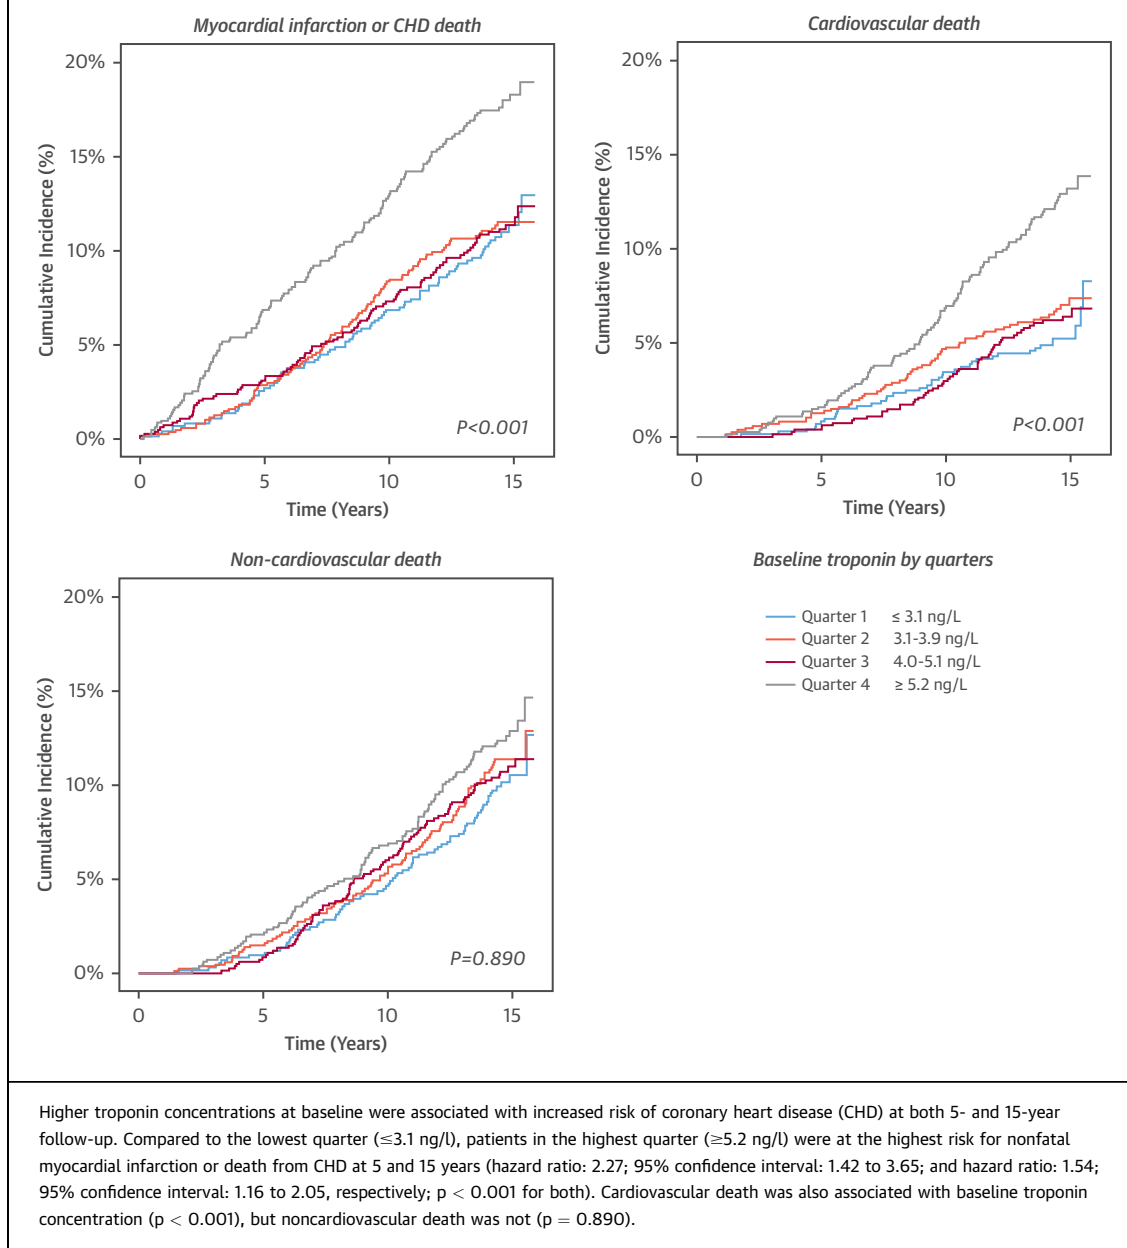 Myocardial infarction or CHD death
20%
15%
10%
5%
0%
Cumulative Incidence (%)
P<0.001
0 5 10 15
Time (Years)
Cardiovascular death
20%
15%
10%
5%
0%
Cumulative Incidence (%)
P<0.001
0 5 10 15
Time (Years)
Non-cardiovascular death
20%
15%
10%
5%
0%
Cumulative Incidence (%)
P=0.890
0 5 10 15
Time (Years)
Baseline troponin by quarters
Quarter 1 ≤ 3.1 ng/L
Quarter 2 3.1-3.9 ng/L
Quarter 3 4.0-5.1 ng/L
Quarter 4 ≥ 5.2 ng/L
Higher troponin concentrations at baseline were associated with increased risk of coronary heart disease (CHD) at both 5- and 15-year
follow-up. Compared to the lowest quarter (≤3.1 ng/l), patients in the highest quarter (≥5.2 ng/l) were at the highest risk for nonfatal
myocardial infarction or death from CHD at 5 and 15 years (hazard ratio: 2.27; 95% confidence interval: 1.42 to 3.65; and hazard ratio: 1.54;
95% confidence interval: 1.16 to 2.05, respectively; p < 0.001 for both). Cardiovascular death was also associated with baseline troponin
concentration (p < 0.001), but noncardiovascular death was not (p = 0.890).